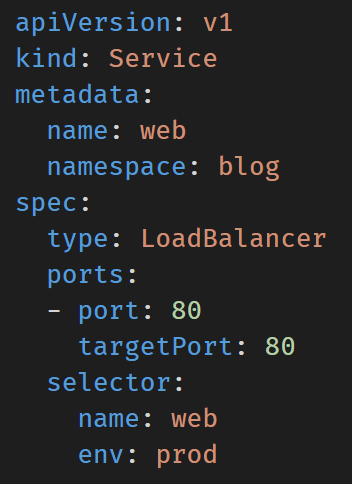 apiVersion: v1
kind: Service
metadata:
  name: web
  namespace: blog
spec:
  type: LoadBalancer
  ports:
  - port: 80
    targetPort: 80
  selector:
    name: web
    env: prod